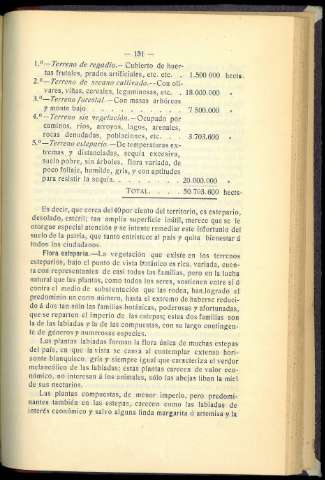 — 131 —
1.º—Terreno de regadío.—Cubierto de huer-
tas frutales, prados artificiales, etc. etc. . 1.500 000 hects.
2.º—Terreno de secano cultivado.—Con oli-
vares, viñas, cereales, leguminosas, etc. . 18.000.000 »
3.º—Terreno forestal.—Con masas arbóreas
y monte bajo. . . . . . . . . 7 500.000 »
4.º—Terreno sin vegetación.—Ocupado por
caminos, ríos, arroyos, lagos, arenales,
rocas desnudadas, poblaciones, etc. . . 3.703.600 »
5.º—Terreno estepario.—De temperaturas ex-
tremas y distanciadas, sequía excesiva,
suelo pobre, sin árboles, flora variado, de
poco follaje, humilde, gris, y con aptitudes
para resistir la sequía. . . . . . . 20.000.000 »
TOTAL. . . . 50.703.600 hects-
Es decir, que cerca del 40 por ciento del territorio, es estepario,
desolado, estéril; tan amplia superficie inútil, merece que se le
otorgue especial atención y se intente remediar este infortunio del
suelo de la patria, que tanto entristece al país y quita bienestar á
todos los ciudadanos.
Flora esteparia.—La vegetación que existe en los terrenos
esteparios, bajo el punto de vista botánico es rica, variada, cuen-
ta con representantes de casi todas las familias, pero en la lucha
natural que las plantas, como todos los seres, sostienen entre sí ó
contra el medio de substentación que las rodea, han logrado el
predominio un corto número, hasta el extremo de haberse reduci-
do á dos tan sólo las familias botánicas, poderosas y afortunadas,
que se reparten el imperio de las estepas; estas dos familias son
la de las labiadas y la de las compuestas, con su largo contingen-
te de géneros y numerosas especies.
Las plantas labiadas forman la flora única de muchas estepas
del país, en que la vista se cansa al contemplar extenso hori-
zonte blanquisco, gris y siempre igual que caracteriza el verdor
melancólico de las labiadas; éstas plantas carecen de valor eco-
nómico, no interesan á los animales, sólo las abejas liban la miel
de sus nectarios.
Las plantas compuestas, de menor imperio, pero predomi-
nantes también en las estepas, carecen como las labiadas de
interés económico y salvo alguna linda margarita ó artemisa y la